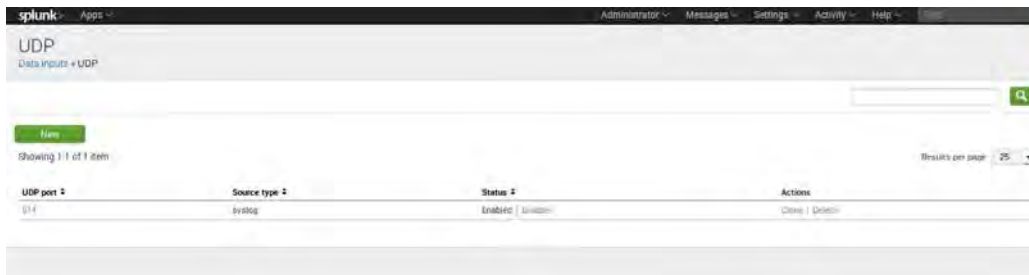 splunk> Apps Administrator Messages Settings Activity Help
UDP
Data inputs » UDP
New
Showing 1-1 of 1 item
Results per page 25
UDP port Source type Status Actions
514 syslog Enabled | Disable Clone | Delete